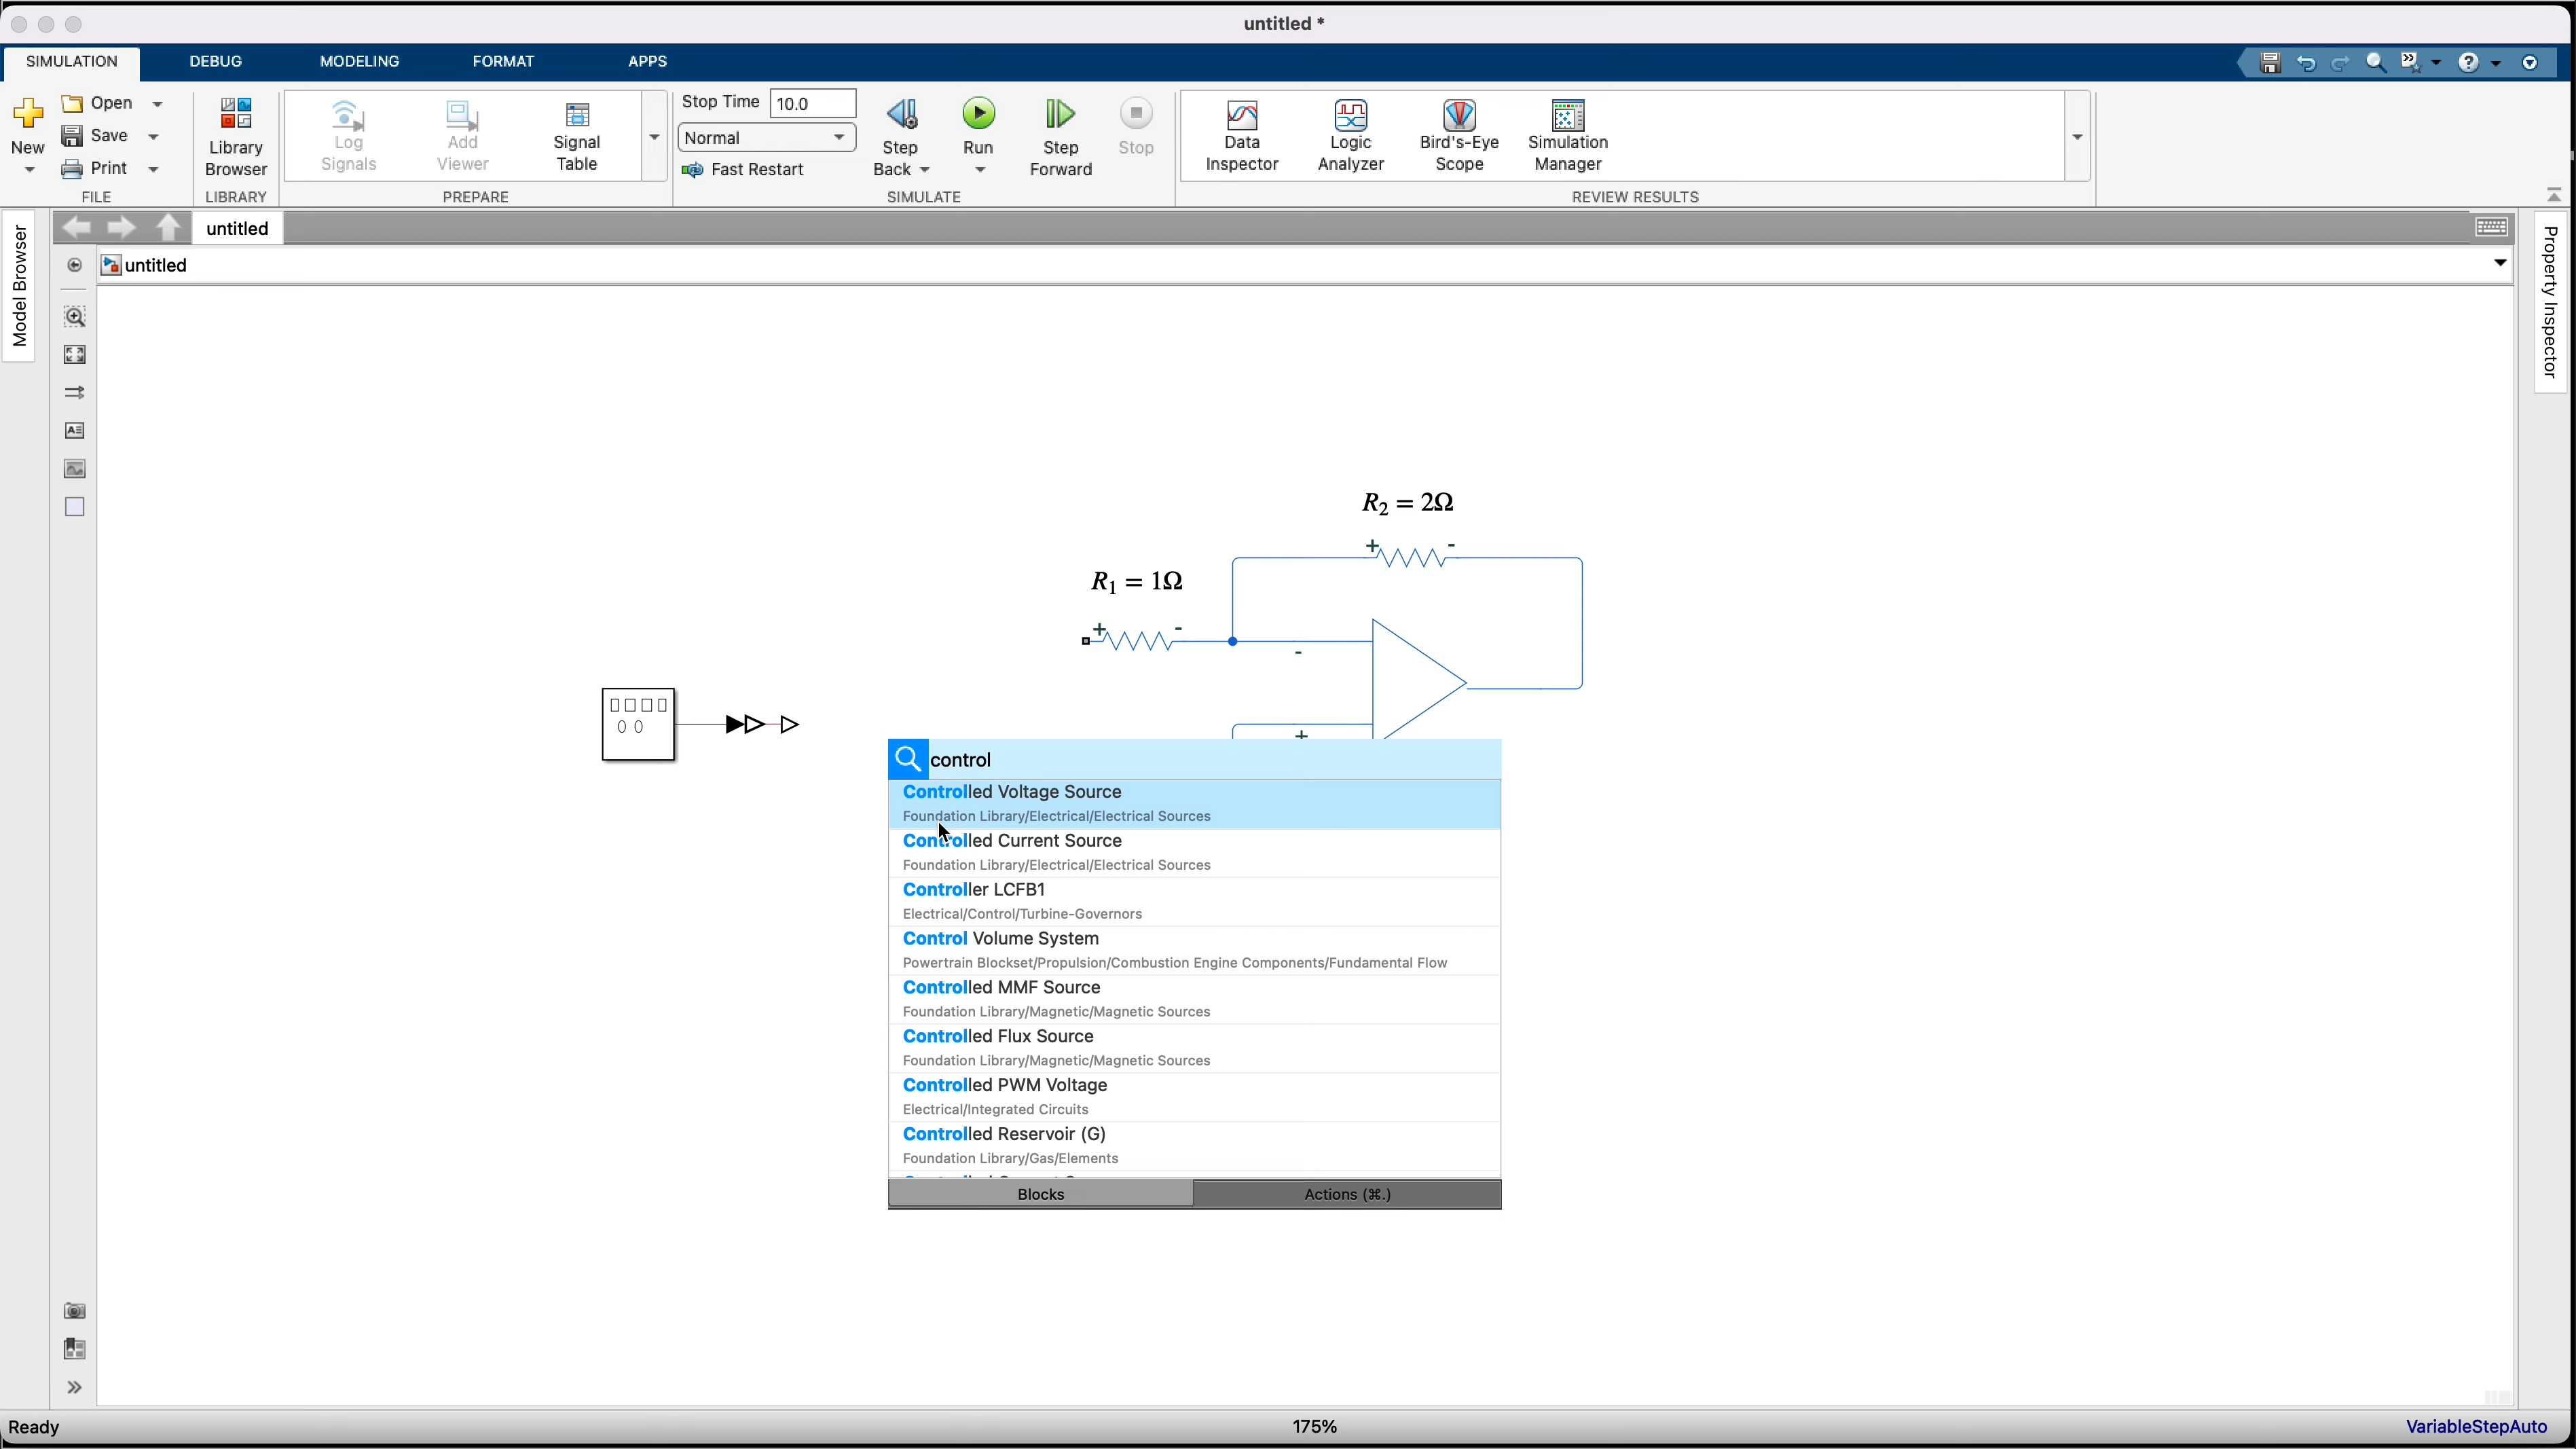 untitled *
SIMULATION
DEBUG
MODELING
FORMAT
APPS
New
Open
Save
Print
FILE
Library
Browser
LIBRARY
Log
Signals
Add
Viewer
Signal
Table
PREPARE
Stop Time 10.0
Normal
Fast Restart
Step
Back
Run
Step
Forward
Stop
SIMULATE
Data
Inspector
Logic
Analyzer
Bird's-Eye
Scope
Simulation
Manager
REVIEW RESULTS
Model Browser
untitled
untitled
Property Inspector
R₂ = 2Ω
+ -
R₁ = 1Ω
+ -
-
+
control
Controlled Voltage Source
Foundation Library/Electrical/Electrical Sources
Controlled Current Source
Foundation Library/Electrical/Electrical Sources
Controller LCFB1
Electrical/Control/Turbine-Governors
Control Volume System
Powertrain Blockset/Propulsion/Combustion Engine Components/Fundamental Flow
Controlled MMF Source
Foundation Library/Magnetic/Magnetic Sources
Controlled Flux Source
Foundation Library/Magnetic/Magnetic Sources
Controlled PWM Voltage
Electrical/Integrated Circuits
Controlled Reservoir (G)
Foundation Library/Gas/Elements
Blocks
Actions (⌘.)
Ready
175%
VariableStepAuto